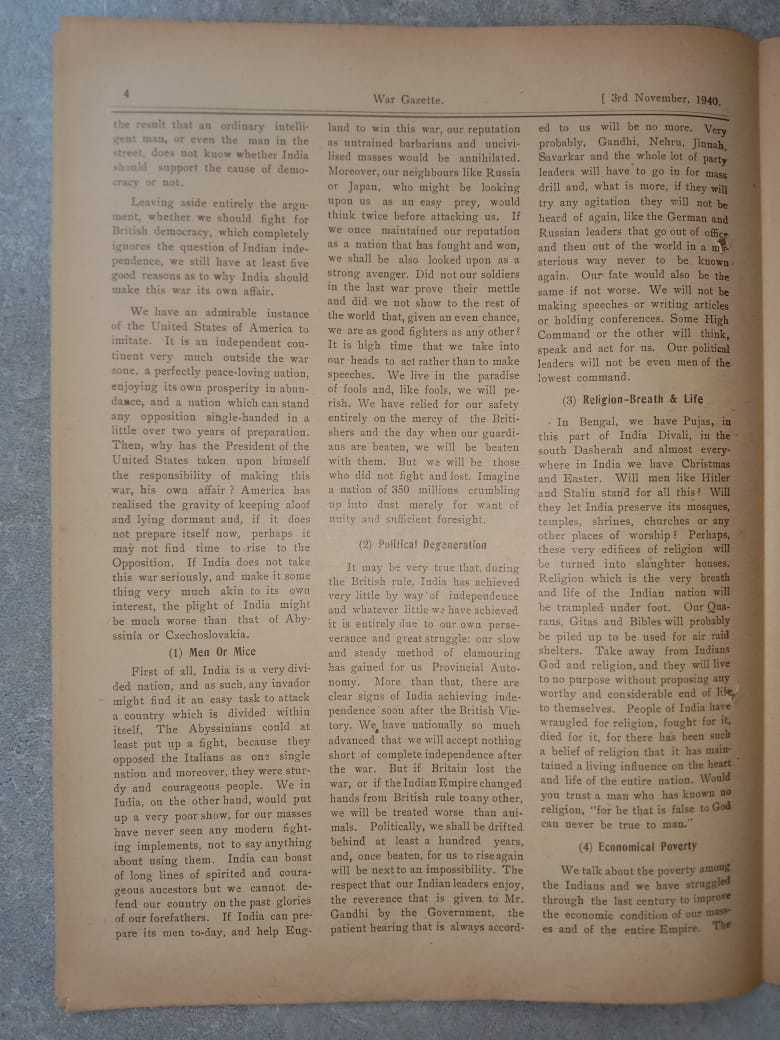 4
War Gazette.
[ 3rd November, 1940.
the result that an ordinary intelli-
gent man, or even the man in the
street, does not know whether India
should support the cause of demo-
cracy or not.
Leaving aside entirely the argu-
ment, whether we should fight for
British democracy, which completely
ignores the question of Indian inde-
pendence, we still have at least five
good reasons as to why India should
make this war its own affair.
We have an admirable instance
of the United States of America to
imitate. It is an independent con-
tinent very much outside the war
zone, a perfectly peace-loving nation,
enjoying its own prosperity in abun-
dance, and a nation which can stand
any opposition single-handed in a
little over two years of preparation.
Then, why has the President of the
United States taken upon himself
the responsibility of making this
war, his own affair ? America has
realised the gravity of keeping aloof
and lying dormant and, if it does
not prepare itself now, perhaps it
may not find time to rise to the
Opposition. If India does not take
this war seriously, and make it some
thing very much akin to its own
interest, the plight of India might
be much worse than that of Aby-
ssinia or Czechoslovakia.
(1) Men Or Mice
First of all, India is a very divi-
ded nation, and as such, any invador
might find it an easy task to attack
a country which is divided within
itself. The Abyssinians could at
least put up a fight, because they
opposed the Italians as one single
nation and moreover, they were stur-
dy and courageous people. We in
India, on the other hand, would put
up a very poor show, for our masses
have never seen any modern fight-
ing implements, not to say anything
about using them. India can boast
of long lines of spirited and coura-
geous ancestors but we cannot de-
fend our country on the past glories
of our forefathers. If India can pre-
pare its men to-day, and help Eng-
land to win this war, our reputation
as untrained barbarians and uncivi-
lised masses would be annihilated.
Moreover, our neighbours like Russia
or Japan, who might be looking
upon us as an easy prey, would
think twice before attacking us. If
we once maintained our reputation
as a nation that has fought and won,
we shall be also looked upon as a
strong avenger. Did not our soldiers
in the last war prove their mettle
and did we not show to the rest of
the world that, given an even chance,
we are as good fighters as any other?
It is high time that we take into
our heads to act rather than to make
speeches. We live in the paradise
of fools and, like fools, we will pe-
rish. We have relied for our safety
entirely on the mercy of the Briti-
shers and the day when our guardi-
ans are beaten, we will be beaten
with them. But we will be those
who did not fight and lost. Imagine
a nation of 350 millions crumbling
up into dust merely for want of
unity and sufficient foresight.
(2) Political Degeneration
It may be very true that, during
the British rule, India has achieved
very little by way of independence
and whatever little we have achieved
it is entirely due to our own perse-
verance and great struggle: our slow
and steady method of clamouring
has gained for us Provincial Auto-
nomy. More than that, there are
clear signs of India achieving inde-
pendence soon after the British Vic-
tory. We have nationally so much
advanced that we will accept nothing
short of complete independence after
the war. But if Britain lost the
war, or if the Indian Empire changed
hands from British rule to any other,
we will be treated worse than ani-
mals. Politically, we shall be drifted
behind at least a hundred years,
and, once beaten, for us to rise again
will be next to an impossibility. The
respect that our Indian leaders enjoy,
the reverence that is given to Mr.
Gandhi by the Government, the
patient hearing that is always accord-
ed to us will be no more. Very
probably, Gandhi, Nehru, Jinnah,
Savarkar and the whole lot of party
leaders will have to go in for mass
drill and, what is more, if they will
try any agitation they will not be
heard of again, like the German and
Russian leaders that go out of office
and then out of the world in a my-
sterious way never to be known
again. Our fate would also be the
same if not worse. We will not be
making speeches or writing articles
or holding conferences. Some High
Command or the other will think,
speak and act for us. Our political
leaders will not be even men of the
lowest command.
(3) Religion-Breath & Life
In Bengal, we have Pujas, in
this part of India Divali, in the
south Dasherah and almost every-
where in India we have Christmas
and Easter. Will men like Hitler
and Stalin stand for all this? Will
they let India preserve its mosques,
temples, shrines, churches or any
other places of worship? Perhaps,
these very edifices of religion will
be turned into slaughter houses.
Religion which is the very breath
and life of the Indian nation will
be trampled under foot. Our Qua-
rans, Gitas and Bibles will probably
be piled up to be used for air raid
shelters. Take away from Indians
God and religion, and they will live
to no purpose without proposing any
worthy and considerable end of life,
to themselves. People of India have
wrangled for religion, fought for it,
died for it, for there has been such
a belief of religion that it has main-
tained a living influence on the heart
and life of the entire nation. Would
you trust a man who has known no
religion, "for he that is false to God
can never be true to man."
(4) Economical Poverty
We talk about the poverty among
the Indians and we have struggled
through the last century to improve
the economic condition of our mass-
es and of the entire Empire. The